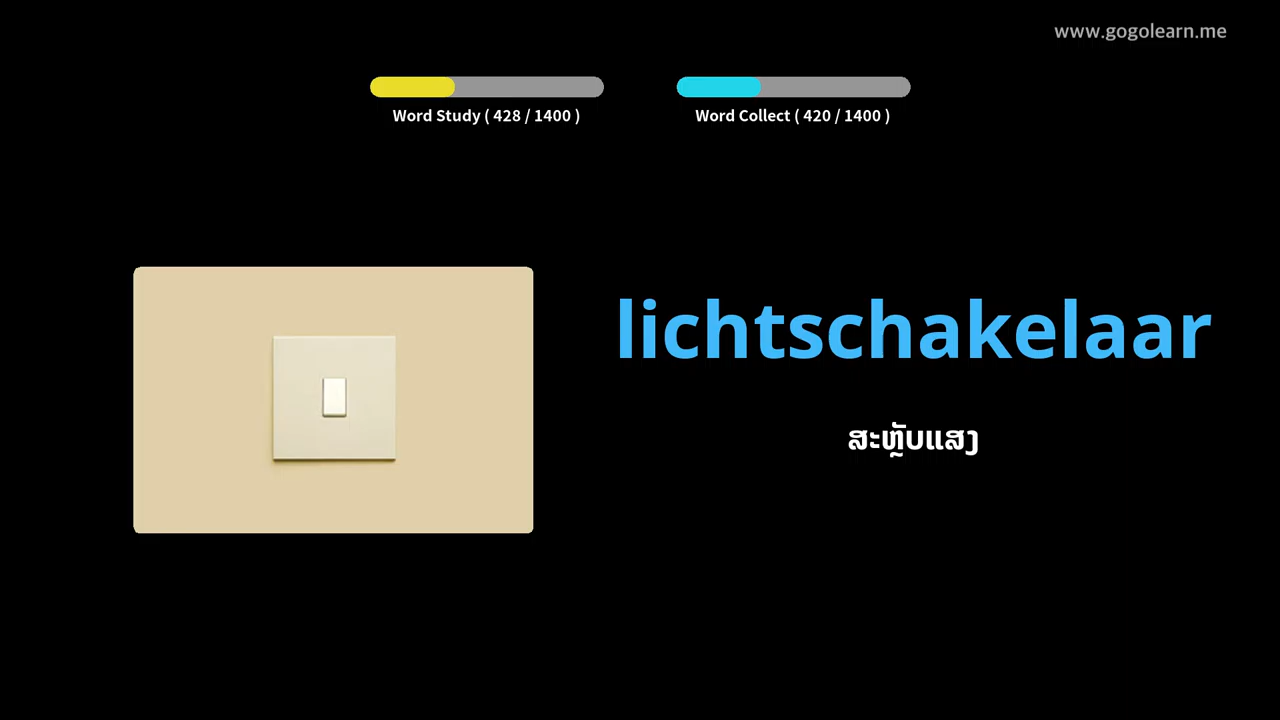 www.gogolearn.me
Word Study ( 428 / 1400 )
Word Collect ( 420 / 1400 )
lichtschakelaar
ສະຫຼັບແສງ